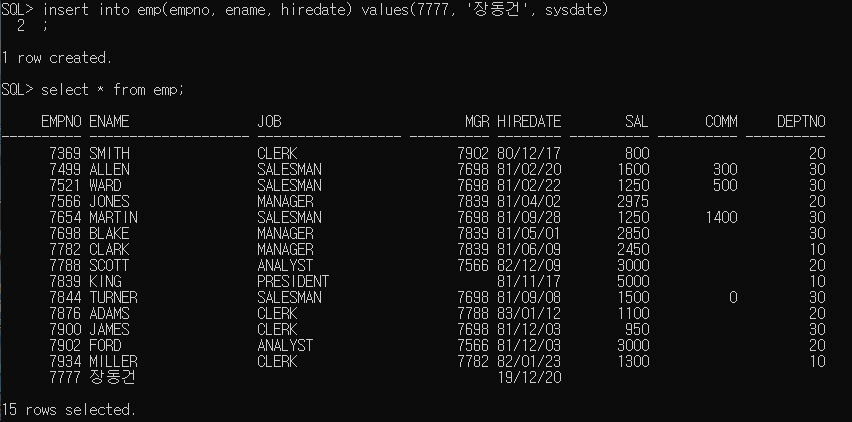 SQL> insert into emp(empno, ename, hiredate) values(7777, '장동건', sysdate)
  2  ;
1 row created.
SQL> select * from emp;
     EMPNO ENAME                JOB                       MGR HIREDATE        SAL       COMM     DEPTNO
---------- -------------------- ------------------ ---------- -------- ---------- ---------- ----------
      7369 SMITH                CLERK                    7902 80/12/17        800                    20
      7499 ALLEN                SALESMAN                 7698 81/02/20       1600        300         30
      7521 WARD                 SALESMAN                 7698 81/02/22       1250        500         30
      7566 JONES                MANAGER                  7839 81/04/02       2975                    20
      7654 MARTIN               SALESMAN                 7698 81/09/28       1250       1400         30
      7698 BLAKE                MANAGER                  7839 81/05/01       2850                    30
      7782 CLARK                MANAGER                  7839 81/06/09       2450                    10
      7788 SCOTT                ANALYST                  7566 82/12/09       3000                    20
      7839 KING                 PRESIDENT                     81/11/17       5000                    10
      7844 TURNER               SALESMAN                 7698 81/09/08       1500          0         30
      7876 ADAMS                CLERK                    7788 83/01/12       1100                    20
      7900 JAMES                CLERK                    7698 81/12/03        950                    30
      7902 FORD                 ANALYST                  7566 81/12/03       3000                    20
      7934 MILLER               CLERK                    7782 82/01/23       1300                    10
      7777 장동건                                             19/12/20
15 rows selected.